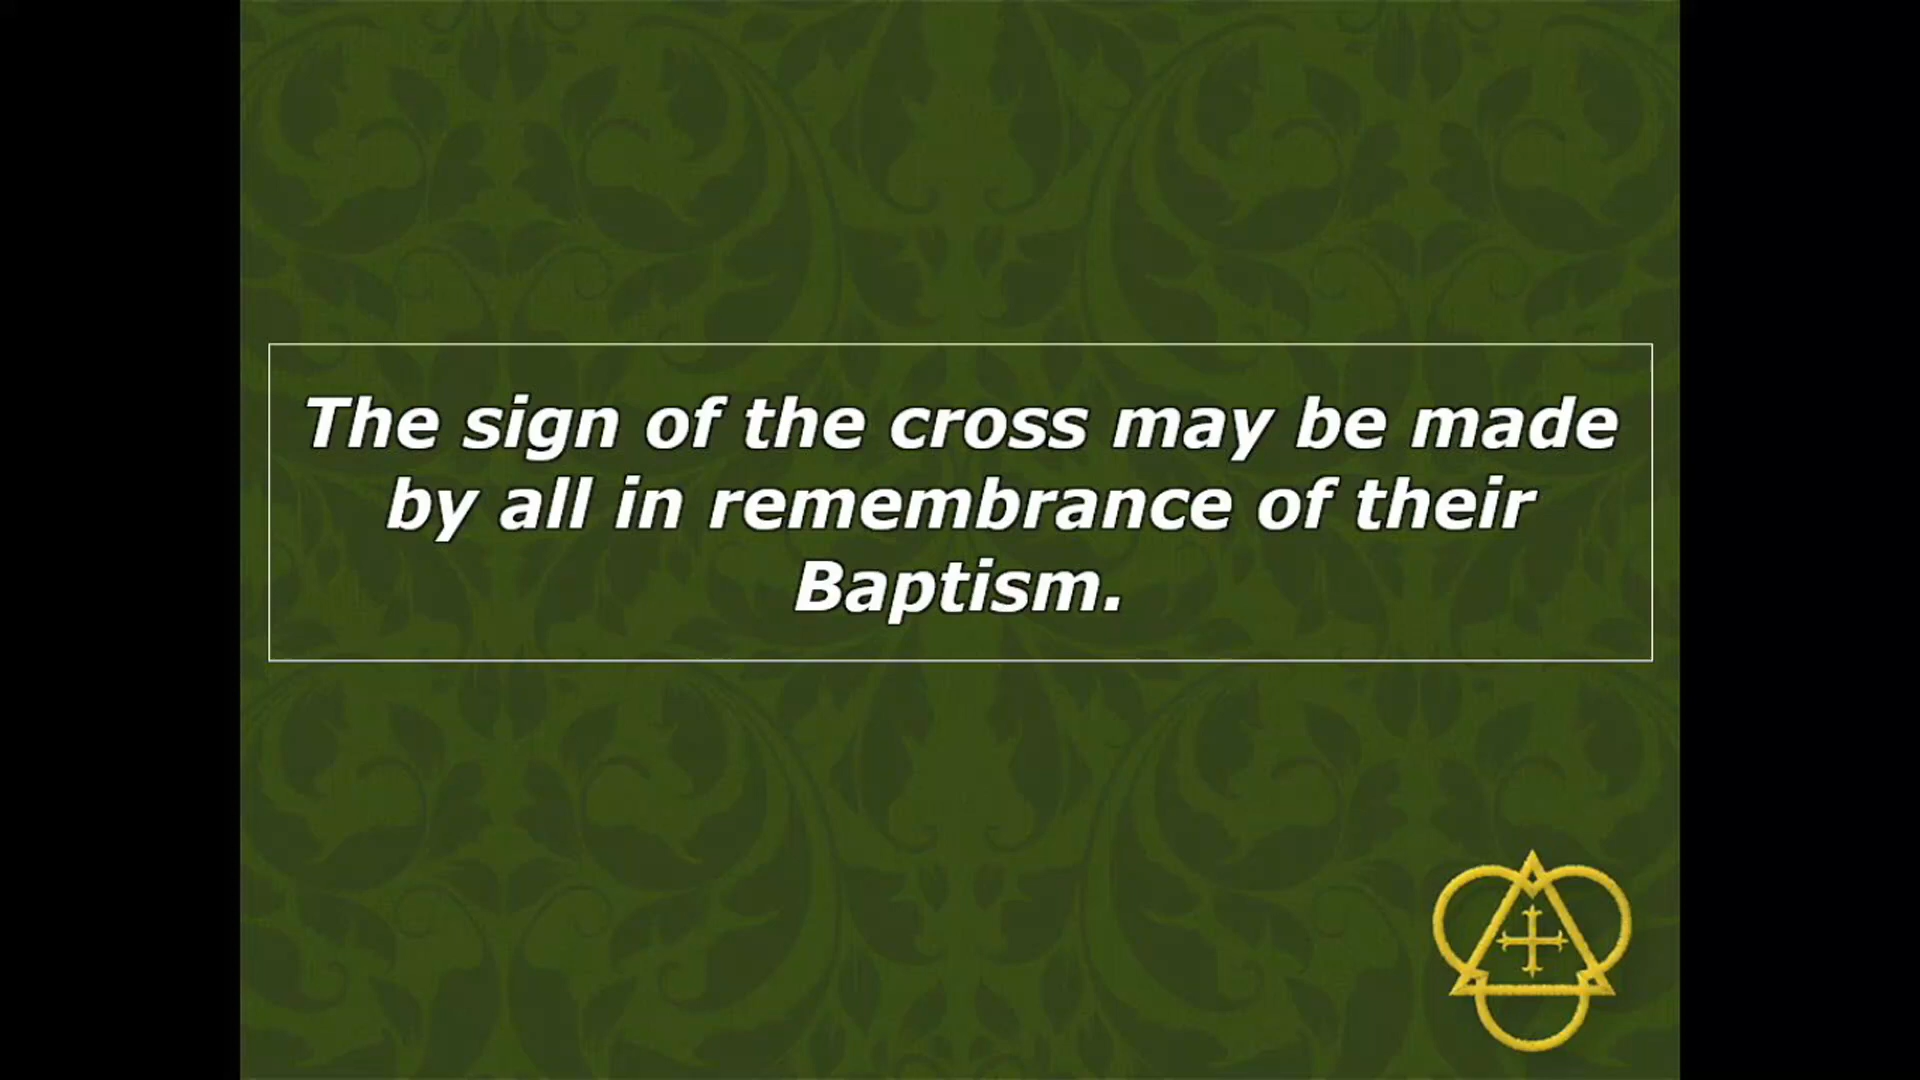 The sign of the cross may be made
by all in remembrance of their
Baptism.